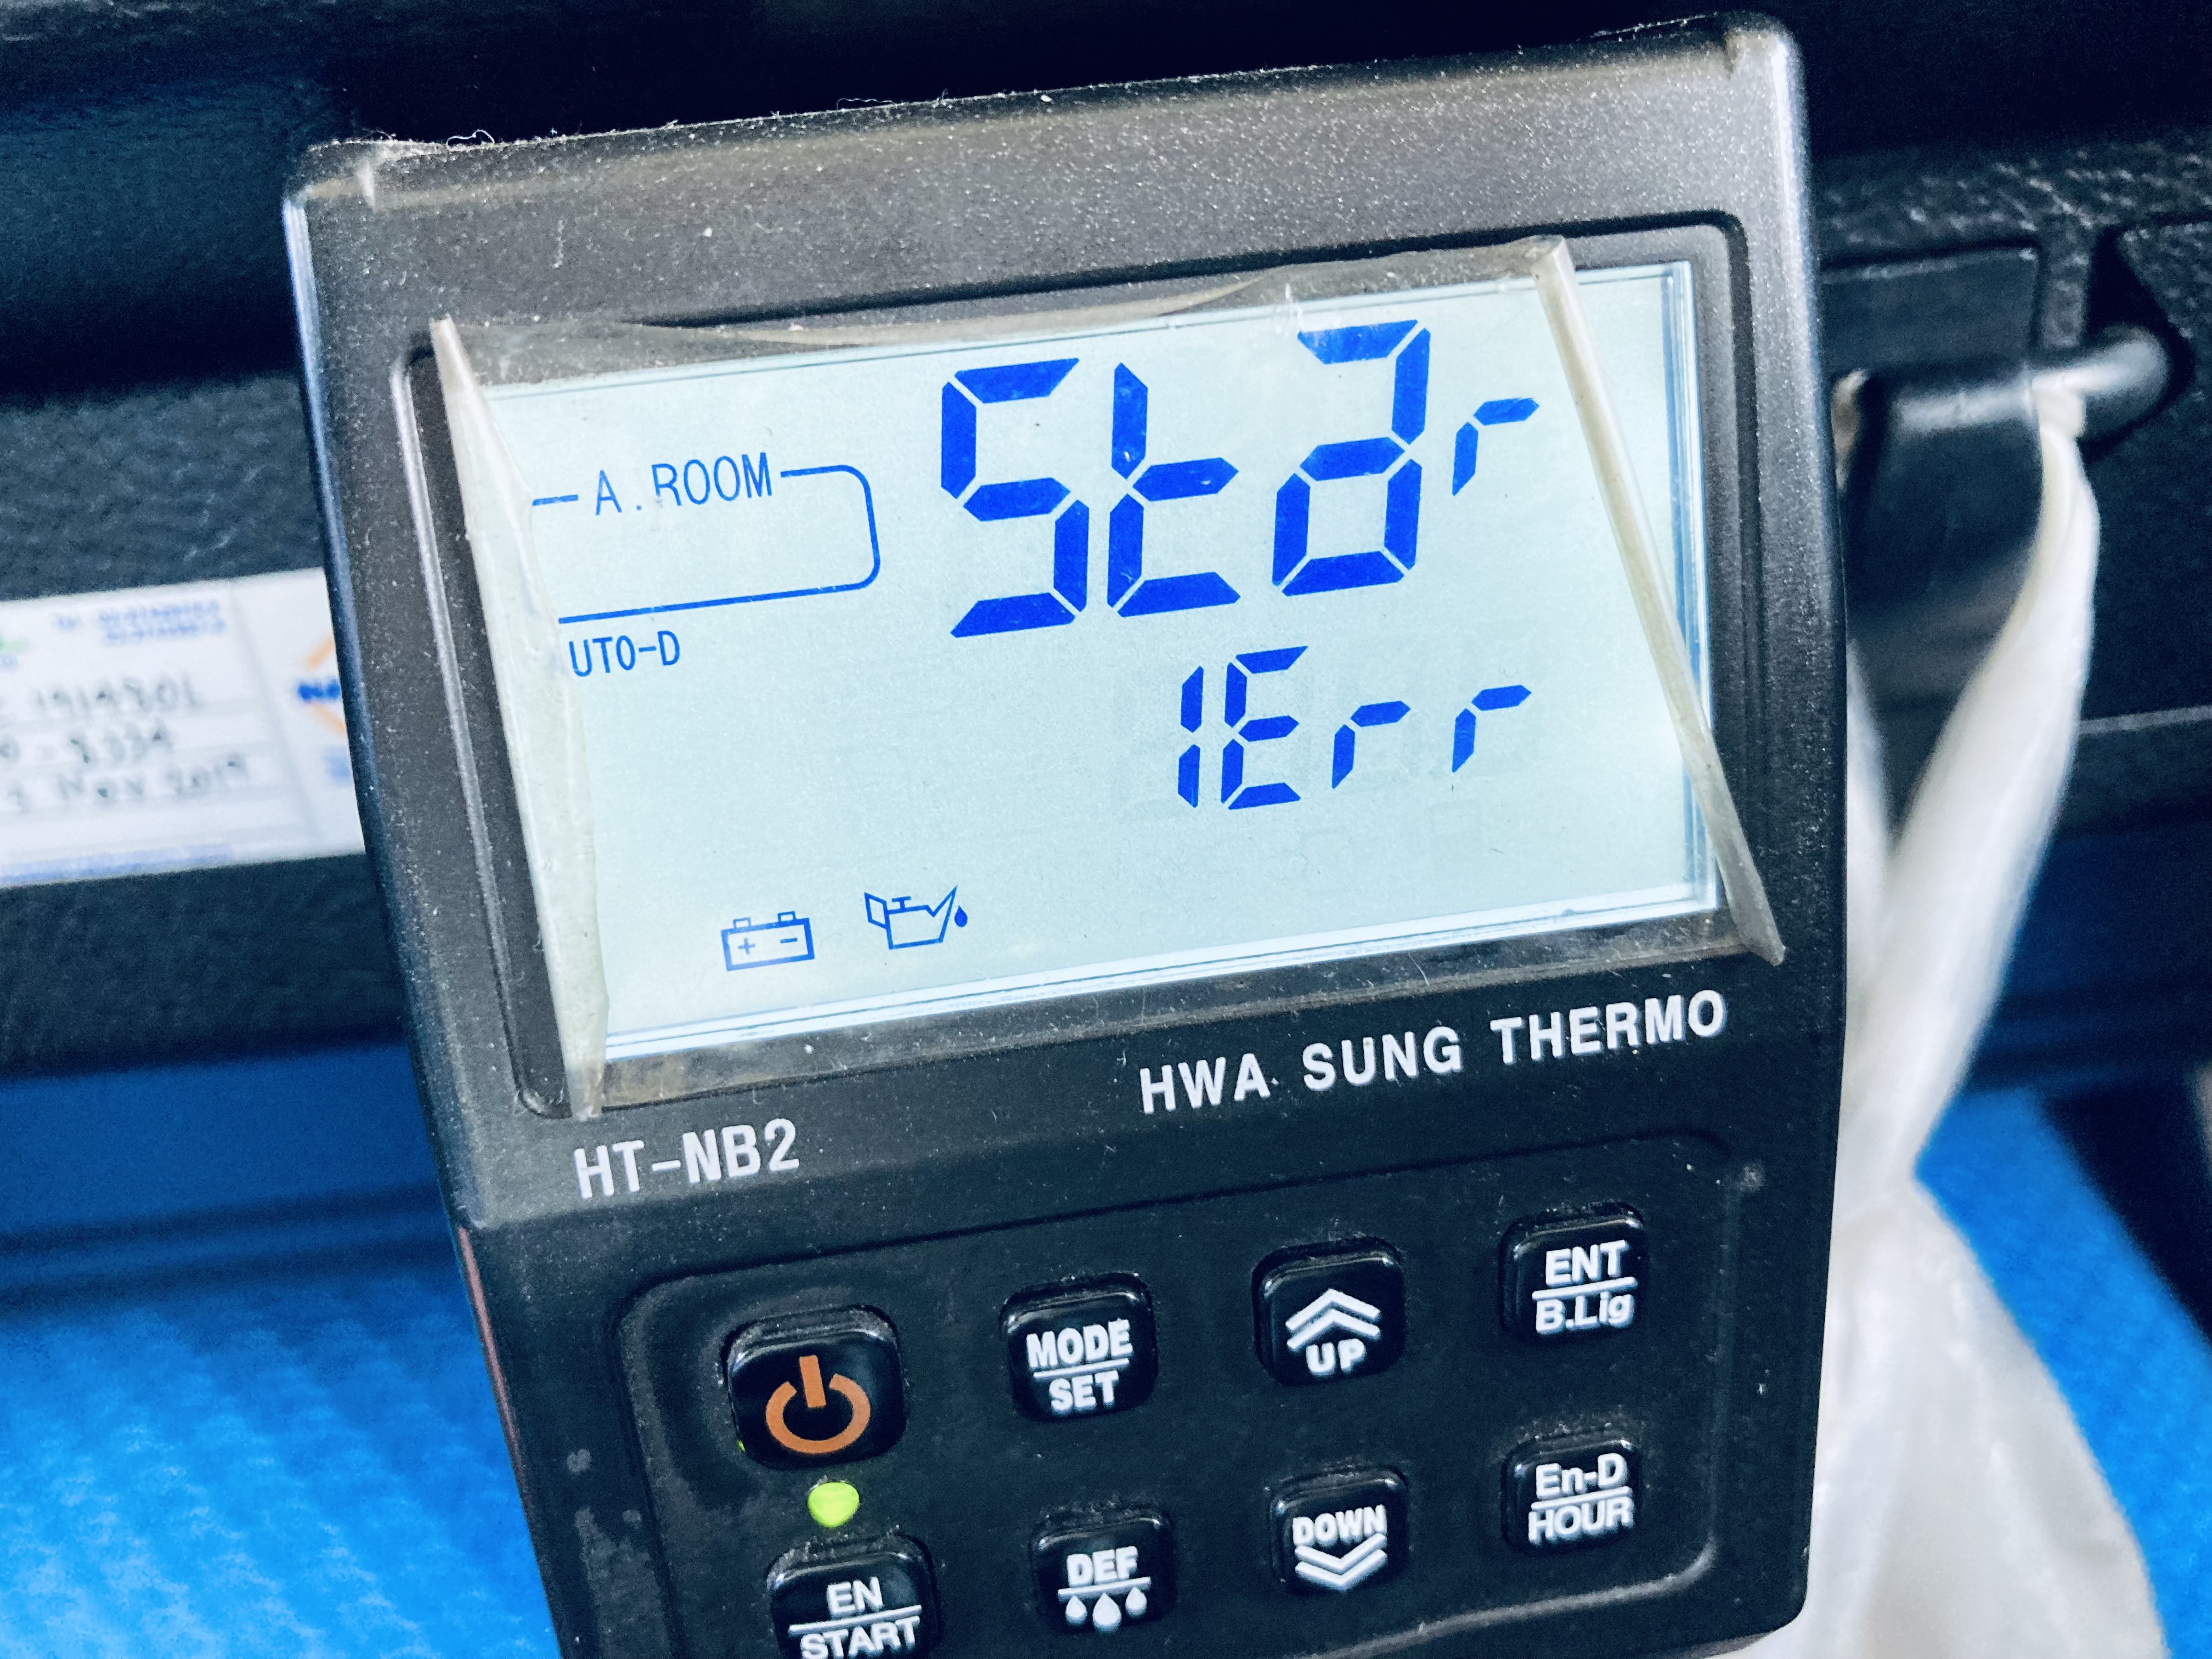 A.ROOM
Star
UTO-D
1Err
+ -
HWA SUNG THERMO
HT-NB2
MODE
SET
UP
ENT
B.Lig
EN
START
DEF
DOWN
En-D
HOUR